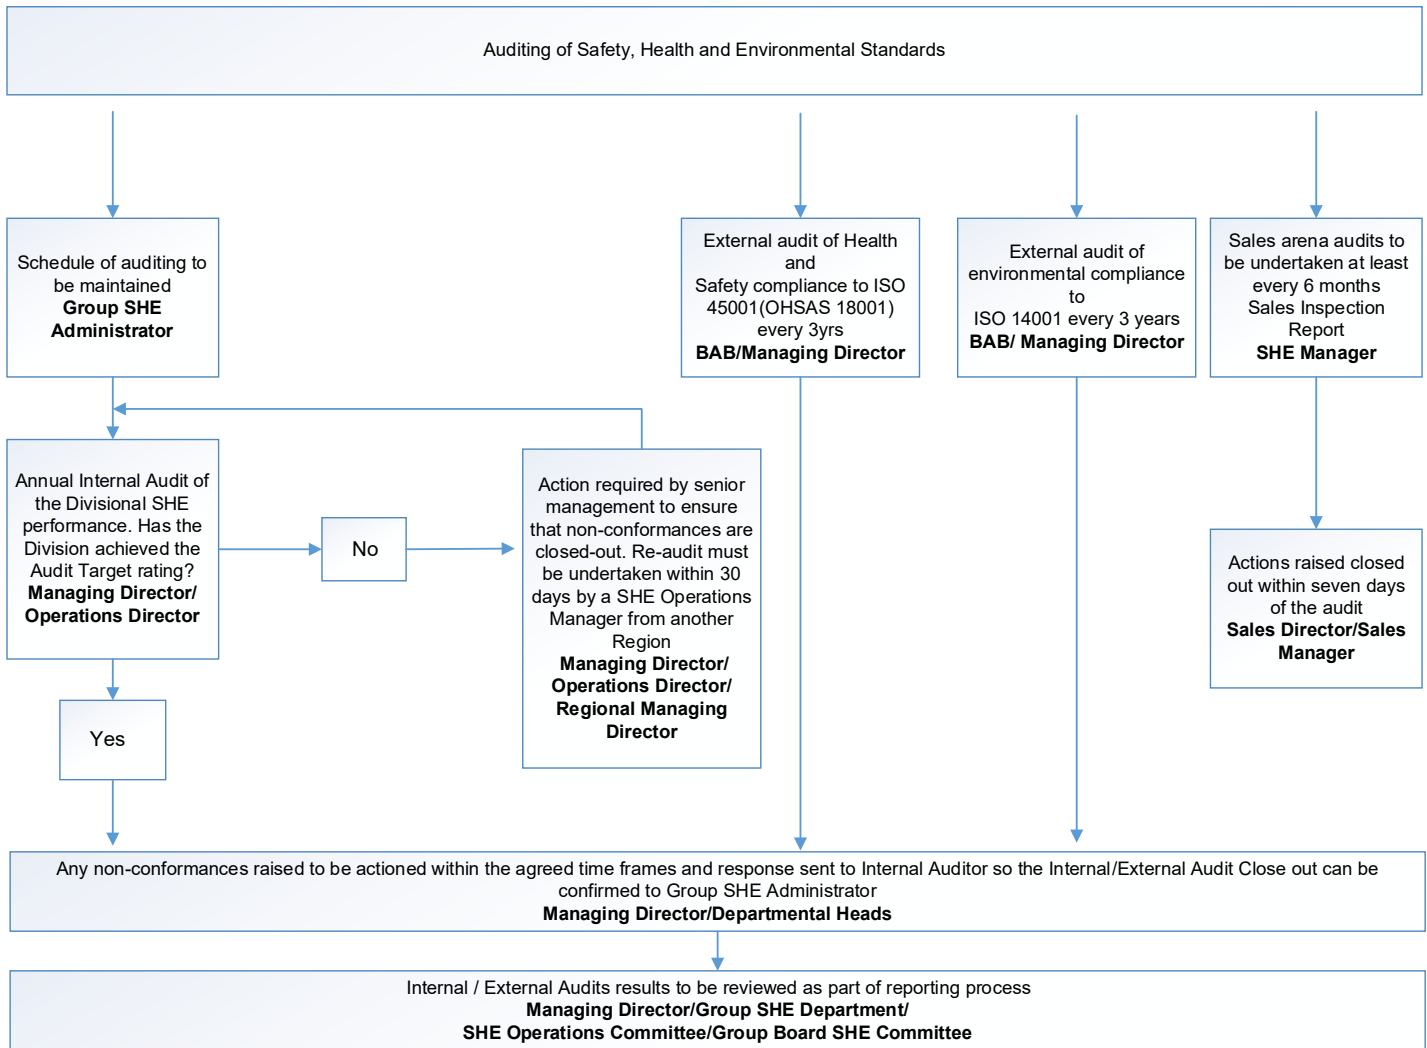 Auditing of Safety, Health and Environmental Standards
Schedule of auditing to
be maintained
Group SHE
Administrator
External audit of Health
and
Safety compliance to ISO
45001(OHSAS 18001)
every 3yrs
BAB/Managing Director
External audit of
environmental compliance
to
ISO 14001 every 3 years
BAB/ Managing Director
Sales arena audits to
be undertaken at least
every 6 months
Sales Inspection
Report
SHE Manager
Annual Internal Audit of
the Divisional SHE
performance. Has the
Division achieved the
Audit Target rating?
Managing Director/
Operations Director
No
Action required by senior
management to ensure
that non-conformances are
closed-out. Re-audit must
be undertaken within 30
days by a SHE Operations
Manager from another
Region
Managing Director/
Operations Director/
Regional Managing
Director
Actions raised closed
out within seven days
of the audit
Sales Director/Sales
Manager
Yes
Any non-conformances raised to be actioned within the agreed time frames and response sent to Internal Auditor so the Internal/External Audit Close out can be
confirmed to Group SHE Administrator
Managing Director/Departmental Heads
Internal / External Audits results to be reviewed as part of reporting process
Managing Director/Group SHE Department/
SHE Operations Committee/Group Board SHE Committee